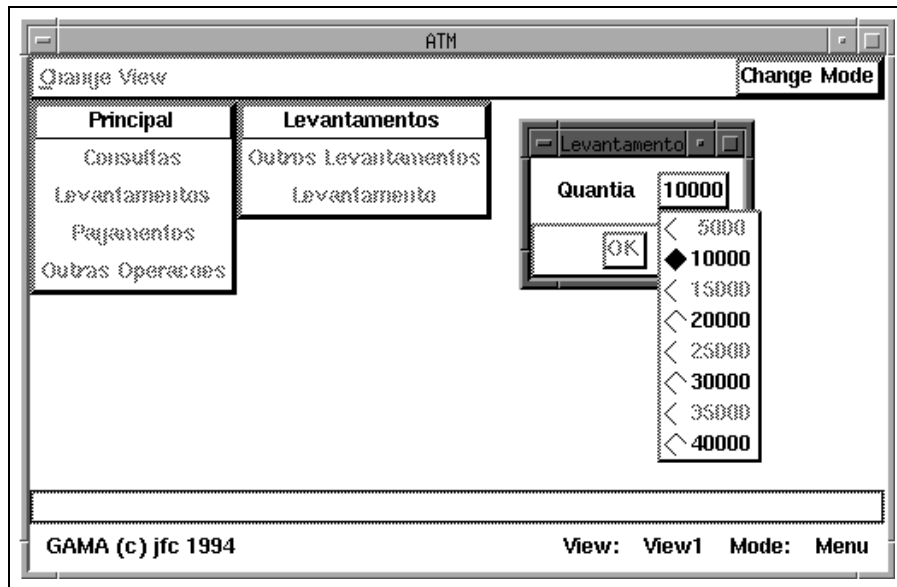 ATM
Change View
Change Mode
Principal
Consultas
Levantamentos
Pagamentos
Outras Operacoes
Levantamentos
Outros Levantamentos
Levantamento
Levantamento
Quantia 10000
OK
5000
10000
15000
20000
25000
30000
35000
40000
GAMA (c) jfc 1994
View: View1 Mode: Menu